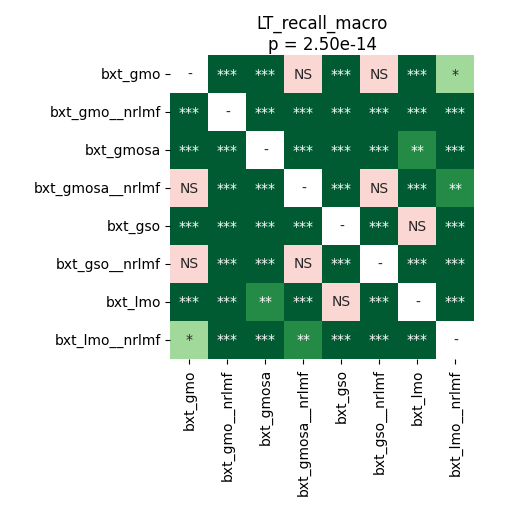 LT_recall_macro
p = 2.50e-14
bxt_gmo - *** *** NS *** NS *** *
bxt_gmo__nrlmf *** - *** *** *** *** *** ***
bxt_gmosa *** *** - *** *** *** ** ***
bxt_gmosa__nrlmf NS *** *** - *** NS *** **
bxt_gso *** *** *** *** - *** NS ***
bxt_gso__nrlmf NS *** *** NS *** - *** ***
bxt_lmo *** *** ** *** NS *** - ***
bxt_lmo__nrlmf * *** *** ** *** *** *** -
bxt_gmo
bxt_gmo__nrlmf
bxt_gmosa
bxt_gmosa__nrlmf
bxt_gso
bxt_gso__nrlmf
bxt_lmo
bxt_lmo__nrlmf